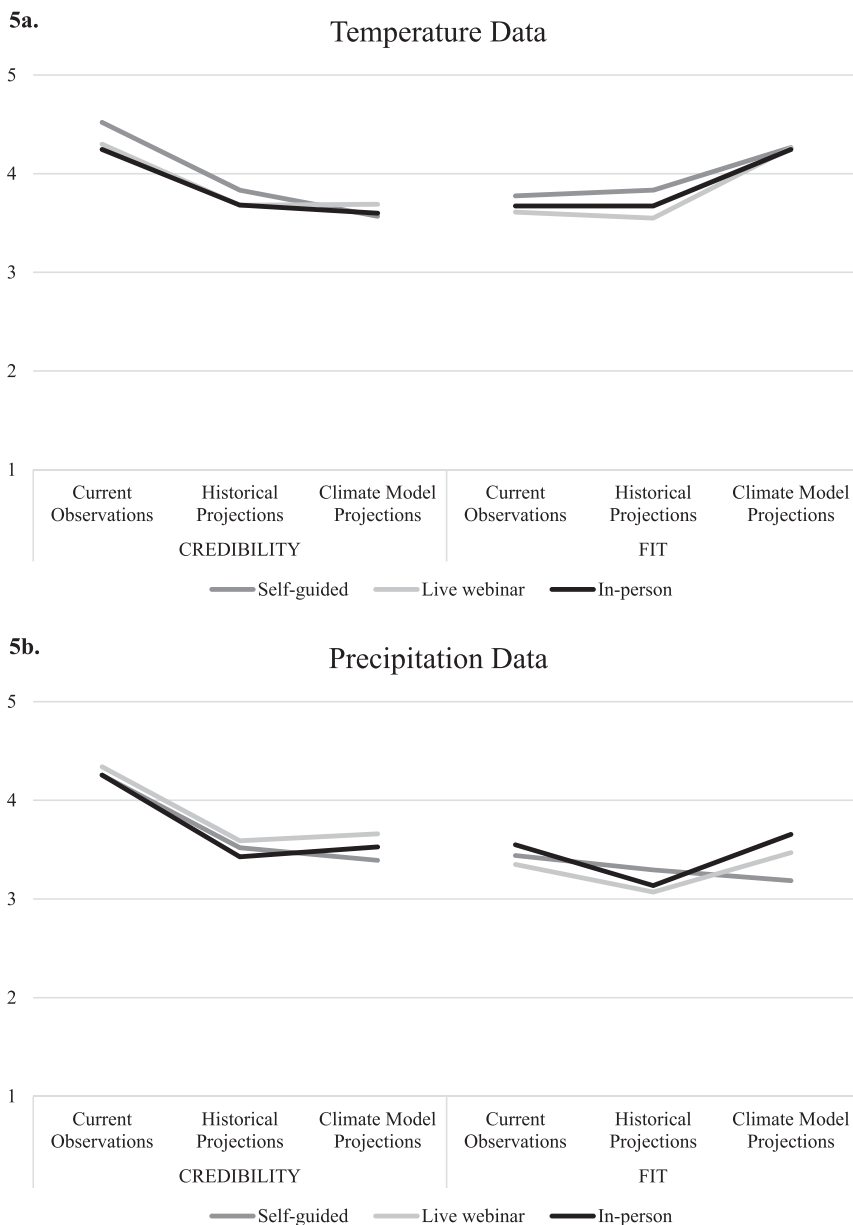 5a.
Temperature Data
5
4
3
2
1
Current Historical Climate Model Current Historical Climate Model
Observations Projections Projections Observations Projections Projections
CREDIBILITY FIT
Self-guided Live webinar In-person
5b.
Precipitation Data
5
4
3
2
1
Current Historical Climate Model Current Historical Climate Model
Observations Projections Projections Observations Projections Projections
CREDIBILITY FIT
Self-guided Live webinar In-person